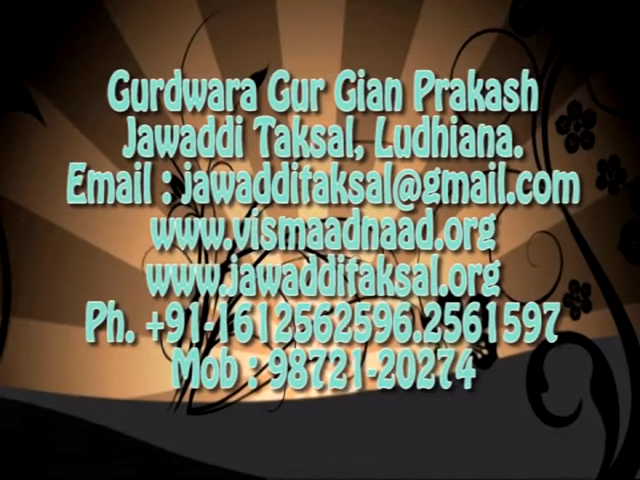 Gurdwara Gur Gian Prakash
Jawaddi Taksal, Ludhiana.
Email : jawadditaksal@gmail.com
www.vismaadnaad.org
www.jawadditaksal.org
Ph. +91-1612562596.2561597
Mob : 98721-20274